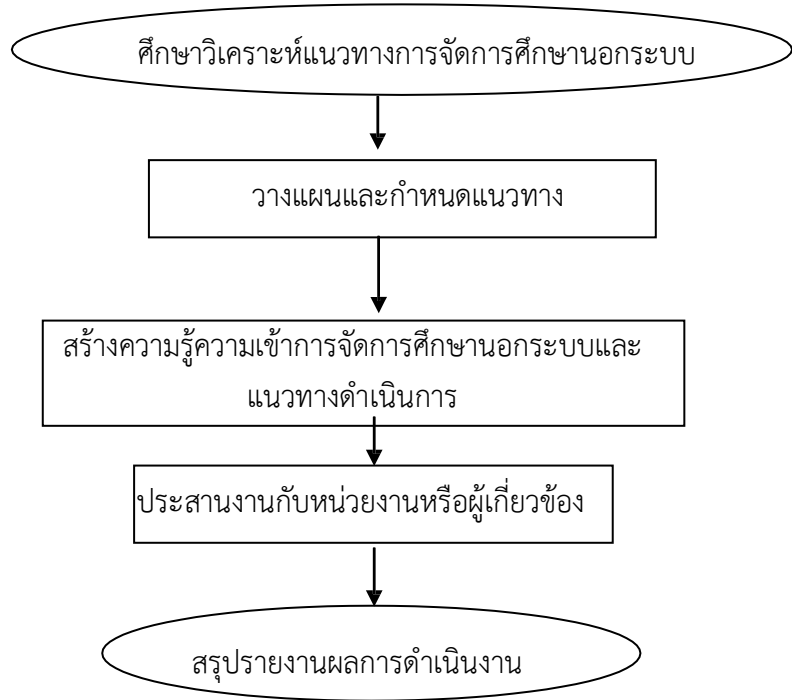 ศึกษาวิเคราะห์แนวทางการจัดการศึกษานอกระบบ
วางแผนและกำหนดแนวทาง
สร้างความรู้ความเข้าการจัดการศึกษานอกระบบและ
แนวทางดำเนินการ
ประสานงานกับหน่วยงานหรือผู้เกี่ยวข้อง
สรุปรายงานผลการดำเนินงาน